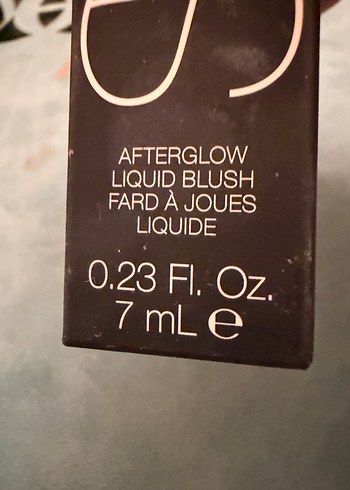 AFTERGLOW
LIQUID BLUSH
FARD À JOUES
LIQUIDE
0.23 Fl. Oz.
7 mL ℮